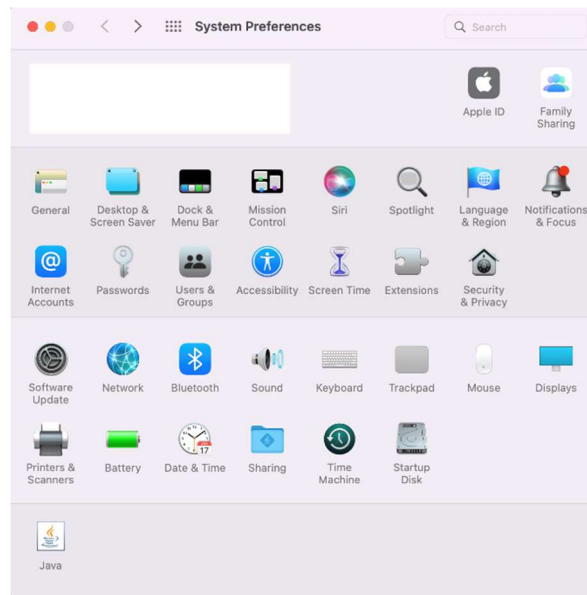 System Preferences
Search
Apple ID
Family
Sharing
General
Desktop &
Screen Saver
Dock &
Menu Bar
Mission
Control
Siri
Spotlight
Language
& Region
Notifications
& Focus
Internet
Accounts
Passwords
Users &
Groups
Accessibility
Screen Time
Extensions
Security
& Privacy
Software
Update
Network
Bluetooth
Sound
Keyboard
Trackpad
Mouse
Displays
Printers &
Scanners
Battery
17
Date & Time
Sharing
Time
Machine
Startup
Disk
Java